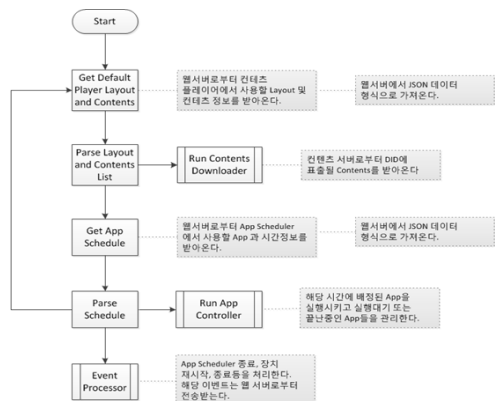 Start
Get Default
Player Layout
and Contents
웹서버로부터 컨텐츠
플레이어에서 사용할 Layout 및
컨텐츠 정보를 받아온다.
웹서버에서 JSON 데이터
형식으로 가져온다.
Parse Layout
and Contents
List
Run Contents
Downloader
컨텐츠 서버로부터 DID에
표출될 Contents를 받아온다
Get App
Schedule
웹서버로부터 App Scheduler
에서 사용할 App 과 시간정보를
받아온다.
웹서버에서 JSON 데이터
형식으로 가져온다.
Parse
Schedule
Run App
Controller
해당 시간에 배정된 App을
실행시키고 실행대기 또는
끝난중인 App들을 관리한다.
Event
Processor
App Scheduler 종료, 장치
재시작, 종료등을 처리한다.
해당 이벤트는 웹 서버로부터
전송받는다.